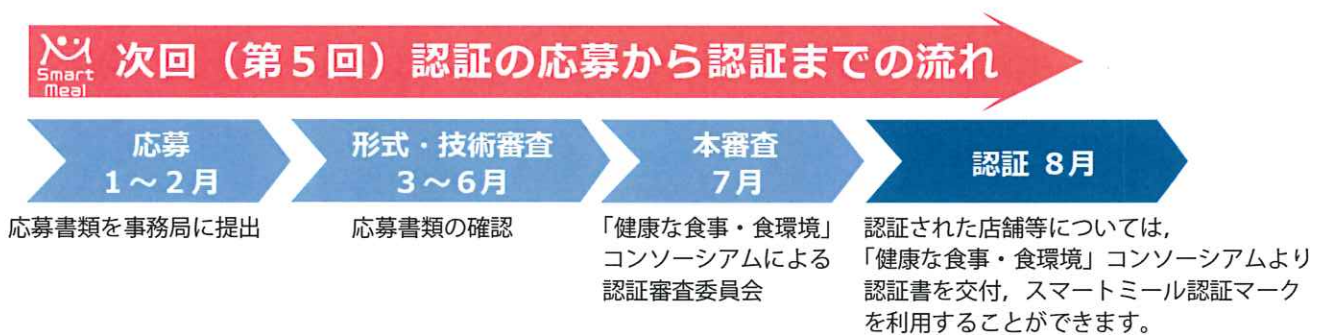 Smart
Meal
次回（第５回）認証の応募から認証までの流れ
応募
１～２月
応募書類を事務局に提出
形式・技術審査
３～６月
応募書類の確認
本審査
７月
「健康な食事・食環境」
コンソーシアムによる
認証審査委員会
認証 ８月
認証された店舗等については，
「健康な食事・食環境」コンソーシアムより
認証書を交付，スマートミール認証マーク
を利用することができます。